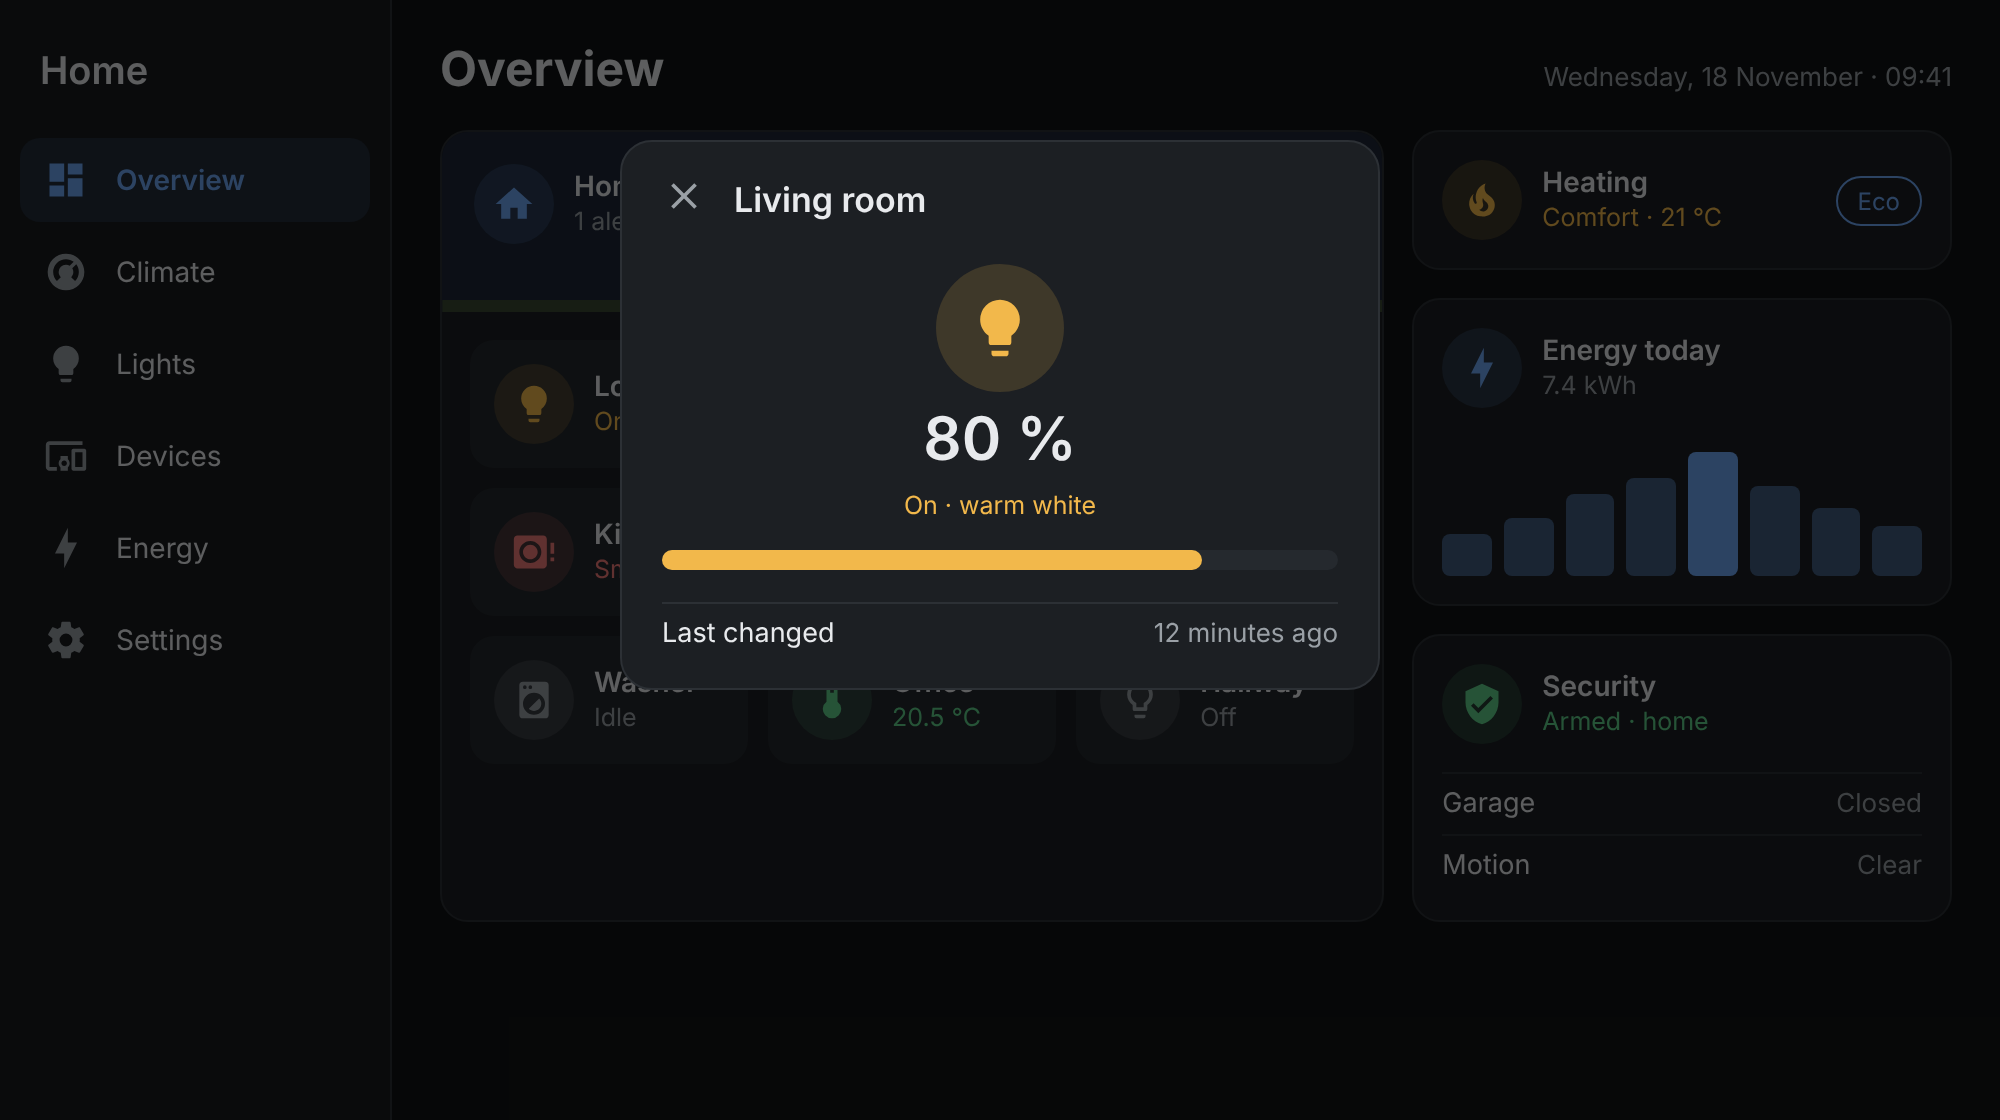 Home
Overview
Climate
Lights
Devices
Energy
Settings
Overview
Wednesday, 18 November · 09:41
1
Living room
80 %
On · warm white
Last changed
12 minutes ago
Idle
20.5 °C
Off
Heating
Comfort · 21 °C
Eco
Energy today
7.4 kWh
Security
Armed · home
Garage
Closed
Motion
Clear